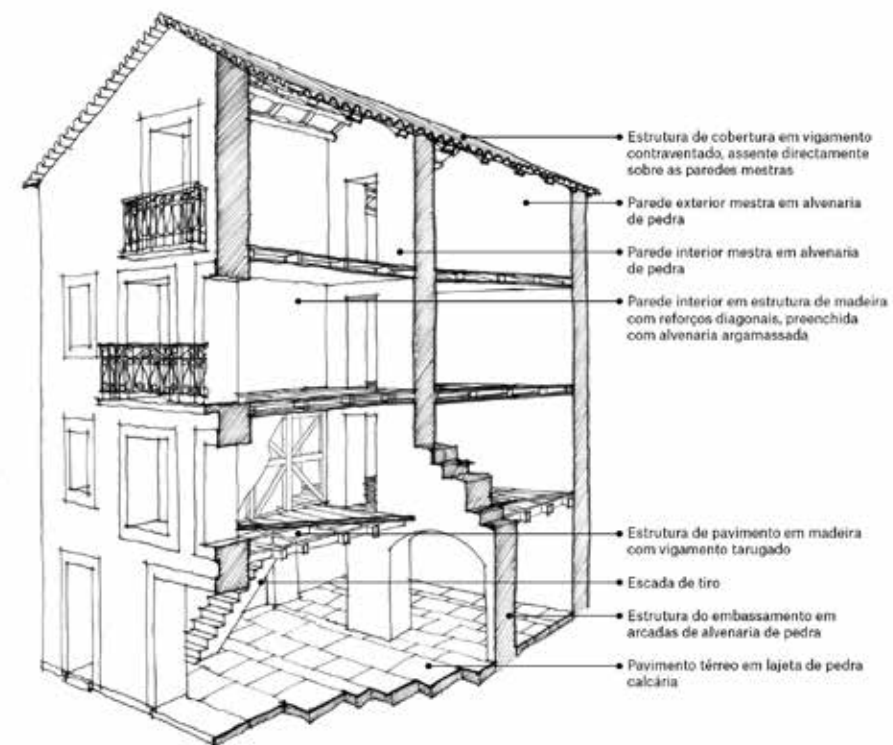 Estrutura de cobertura em vigamento
contraventado, assente directamente
sobre as paredes mestras
Parede exterior mestra em alvenaria
de pedra
Parede interior mestra em alvenaria
de pedra
Parede interior em estrutura de madeira
com reforços diagonais, preenchida
com alvenaria argamassada
Estrutura de pavimento em madeira
com vigamento tarugado
Escada de tiro
Estrutura do embassamento em
arcadas de alvenaria de pedra
Pavimento térreo em lajeta de pedra
calcária